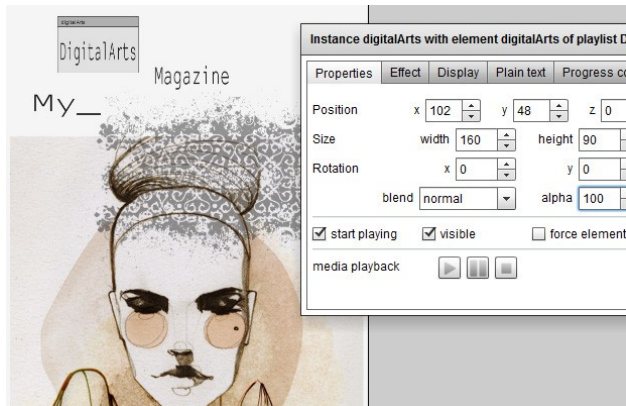 digitalArts
DigitalArts
Magazine
My_
Instance digitalArts with element digitalArts of playlist D
Properties Effect Display Plain text Progress co
Position x 102 y 48 z 0
Size width 160 height 90
Rotation x 0 y 0
blend normal alpha 100
start playing visible force element
media playback